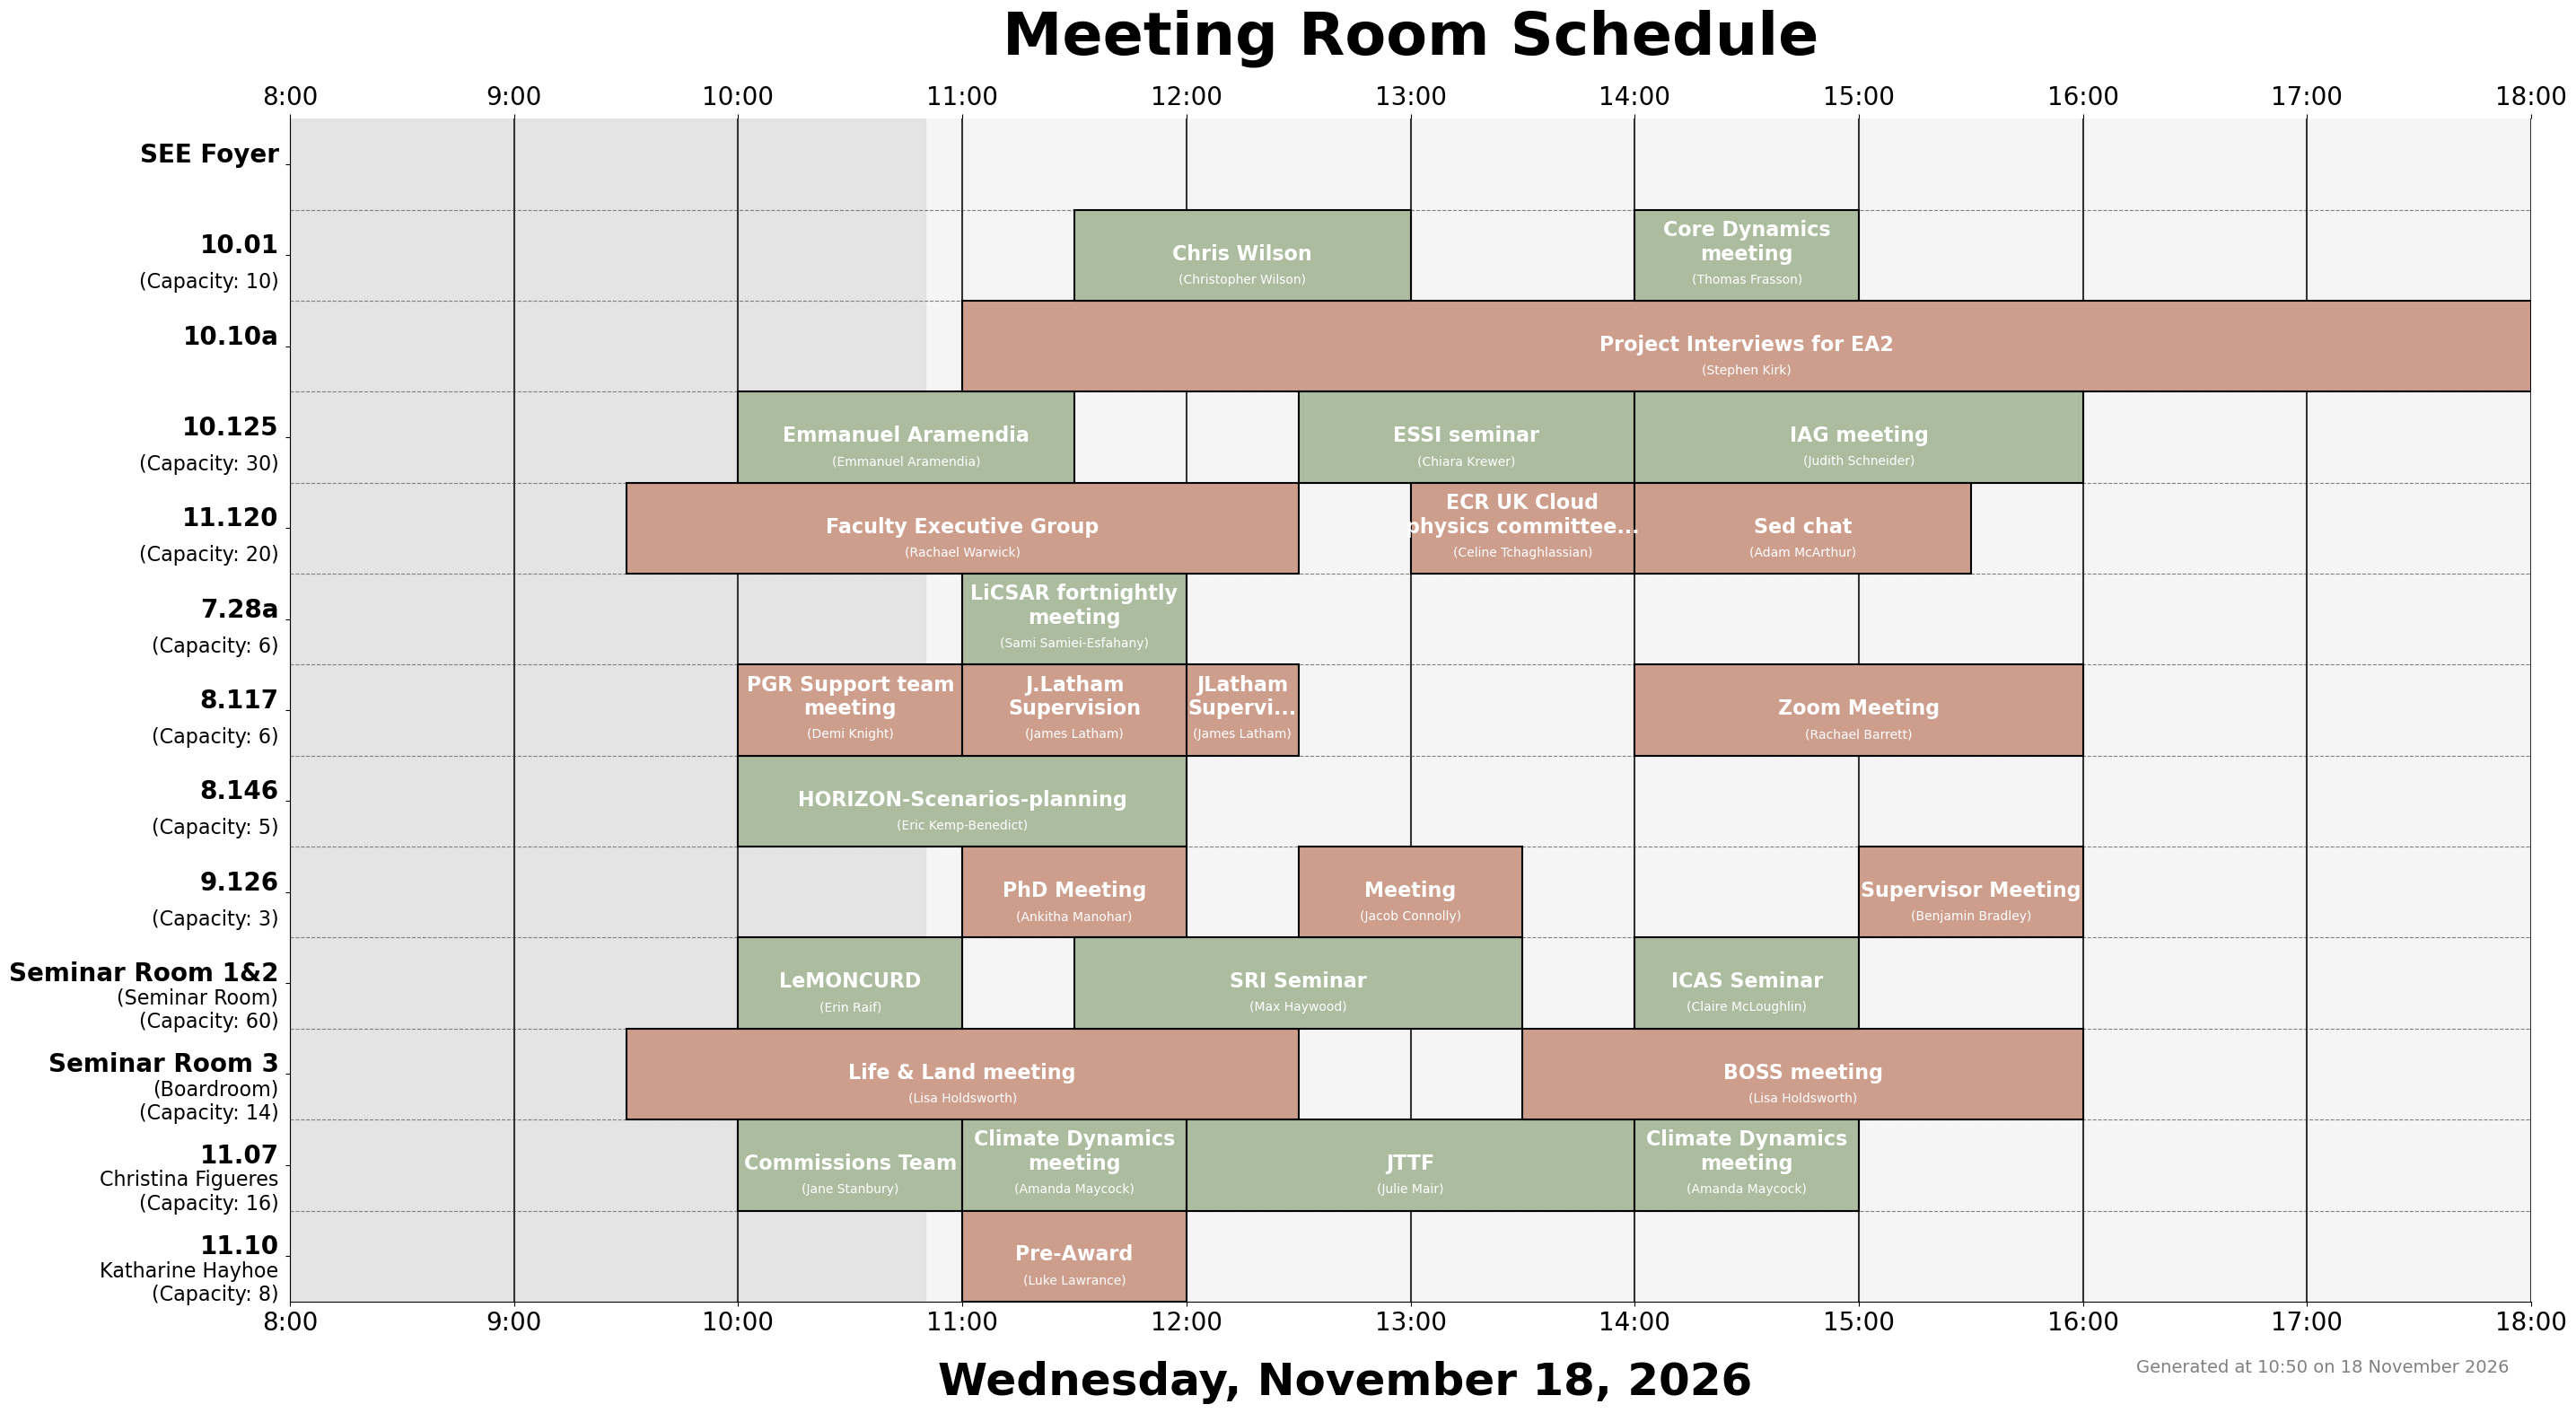 Meeting Room Schedule
8:00 9:00 10:00 11:00 12:00 13:00 14:00 15:00 16:00 17:00 18:00
SEE Foyer
10.01
(Capacity: 10)
Chris Wilson
(Christopher Wilson)
Core Dynamics
meeting
(Thomas Frasson)
10.10a
Project Interviews for EA2
(Stephen Kirk)
10.125
(Capacity: 30)
Emmanuel Aramendia
(Emmanuel Aramendia)
ESSI seminar
(Chiara Krewer)
IAG meeting
(Judith Schneider)
11.120
(Capacity: 20)
Faculty Executive Group
(Rachael Warwick)
ECR UK Cloud
physics committee...
(Celine Tchaghlassian)
Sed chat
(Adam McArthur)
7.28a
(Capacity: 6)
LiCSAR fortnightly
meeting
(Sami Samiei-Esfahany)
8.117
(Capacity: 6)
PGR Support team
meeting
(Demi Knight)
J.Latham
Supervision
(James Latham)
JLatham
Supervi...
(James Latham)
Zoom Meeting
(Rachael Barrett)
8.146
(Capacity: 5)
HORIZON-Scenarios-planning
(Eric Kemp-Benedict)
9.126
(Capacity: 3)
PhD Meeting
(Ankitha Manohar)
Meeting
(Jacob Connolly)
Supervisor Meeting
(Benjamin Bradley)
Seminar Room 1&2
(Seminar Room)
(Capacity: 60)
LeMONCURD
(Erin Raif)
SRI Seminar
(Max Haywood)
ICAS Seminar
(Claire McLoughlin)
Seminar Room 3
(Boardroom)
(Capacity: 14)
Life & Land meeting
(Lisa Holdsworth)
BOSS meeting
(Lisa Holdsworth)
11.07
Christina Figueres
(Capacity: 16)
Commissions Team
(Jane Stanbury)
Climate Dynamics
meeting
(Amanda Maycock)
JTTF
(Julie Mair)
Climate Dynamics
meeting
(Amanda Maycock)
11.10
Katharine Hayhoe
(Capacity: 8)
Pre-Award
(Luke Lawrance)
8:00 9:00 10:00 11:00 12:00 13:00 14:00 15:00 16:00 17:00 18:00
Wednesday, November 18, 2026
Generated at 10:50 on 18 November 2026